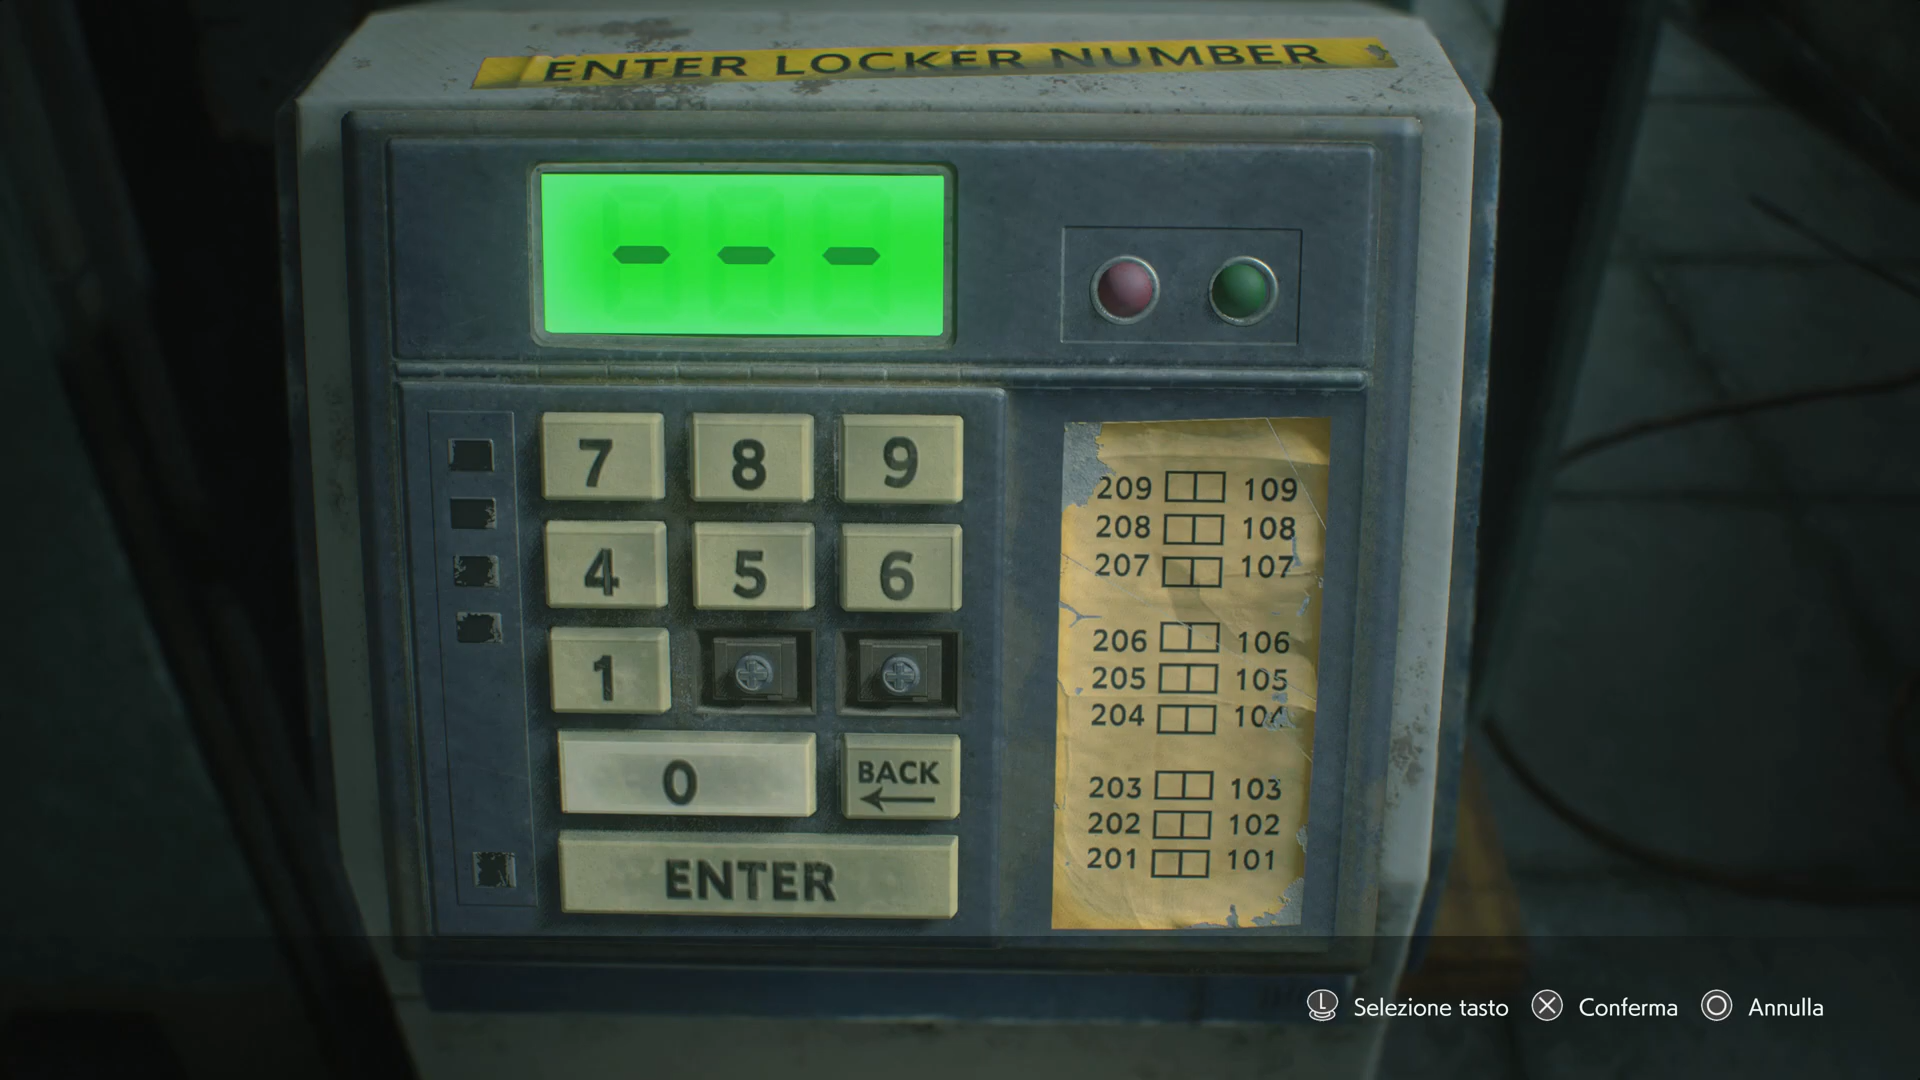 ENTER LOCKER NUMBER
- - -
7 8 9
4 5 6
1
0 BACK
ENTER
209 109
208 108
207 107
206 106
205 105
204 104
203 103
202 102
201 101
L Selezione tasto Conferma Annulla